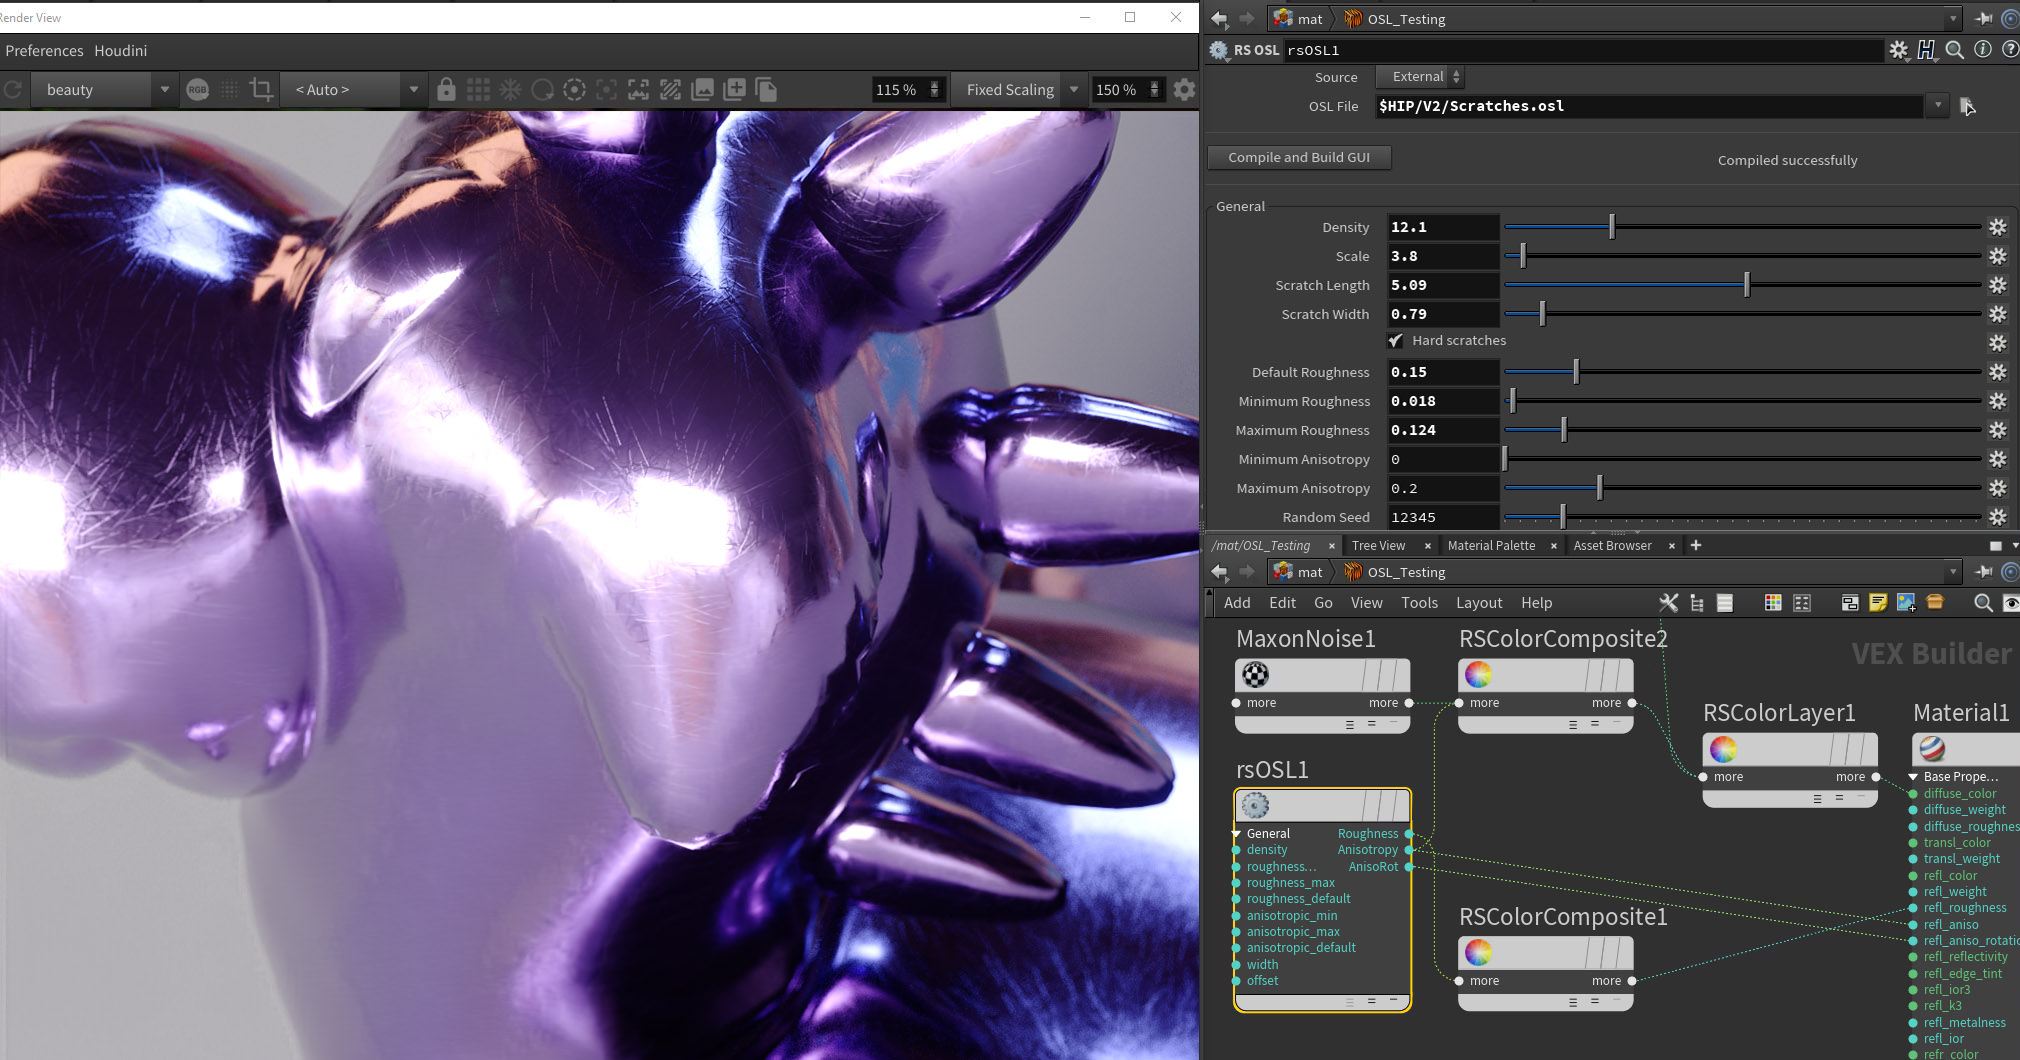 Render View
Preferences Houdini
beauty
RGB
< Auto >
115 %
Fixed Scaling
150 %
mat
OSL_Testing
RS OSL rsOSL1
Source External
OSL File $HIP/V2/Scratches.osl
Compile and Build GUI
Compiled successfully
General
Density 12.1
Scale 3.8
Scratch Length 5.09
Scratch Width 0.79
Hard scratches
Default Roughness 0.15
Minimum Roughness 0.018
Maximum Roughness 0.124
Minimum Anisotropy 0
Maximum Anisotropy 0.2
Random Seed 12345
/mat/OSL_Testing × Tree View × Material Palette × Asset Browser × +
mat
OSL_Testing
Add Edit Go View Tools Layout Help
VEX Builder
MaxonNoise1
more more
RSColorComposite2
more more
RSColorLayer1
more more
rsOSL1
General Roughness
density Anisotropy
roughness... AnisoRot
roughness_max
roughness_default
anisotropic_min
anisotropic_max
anisotropic_default
width
offset
RSColorComposite1
more more
Material1
Base Prope...
diffuse_color
diffuse_weight
diffuse_roughnes
transl_color
transl_weight
refl_color
refl_weight
refl_roughness
refl_aniso
refl_aniso_rotatio
refl_reflectivity
refl_edge_tint
refl_ior3
refl_k3
refl_metalness
refl_ior
refr_color